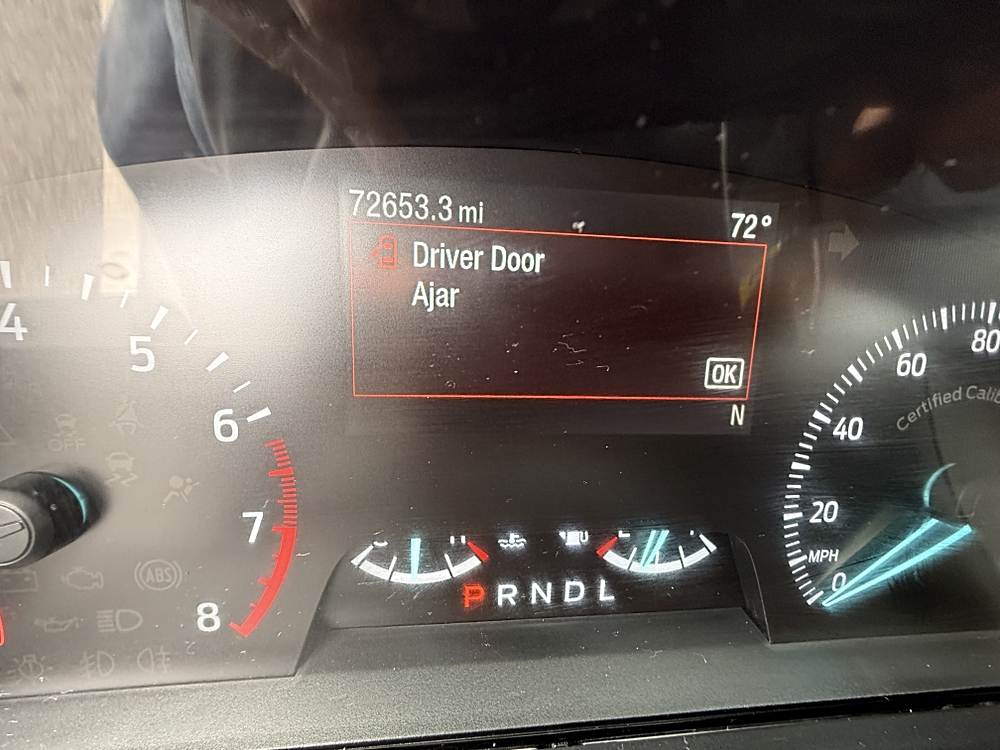 72653.3 mi
72°
Driver Door
Ajar
OK
N
4
5
6
7
8
OFF
ABS
P R N D L
80
60
40
20
MPH
0
Certified